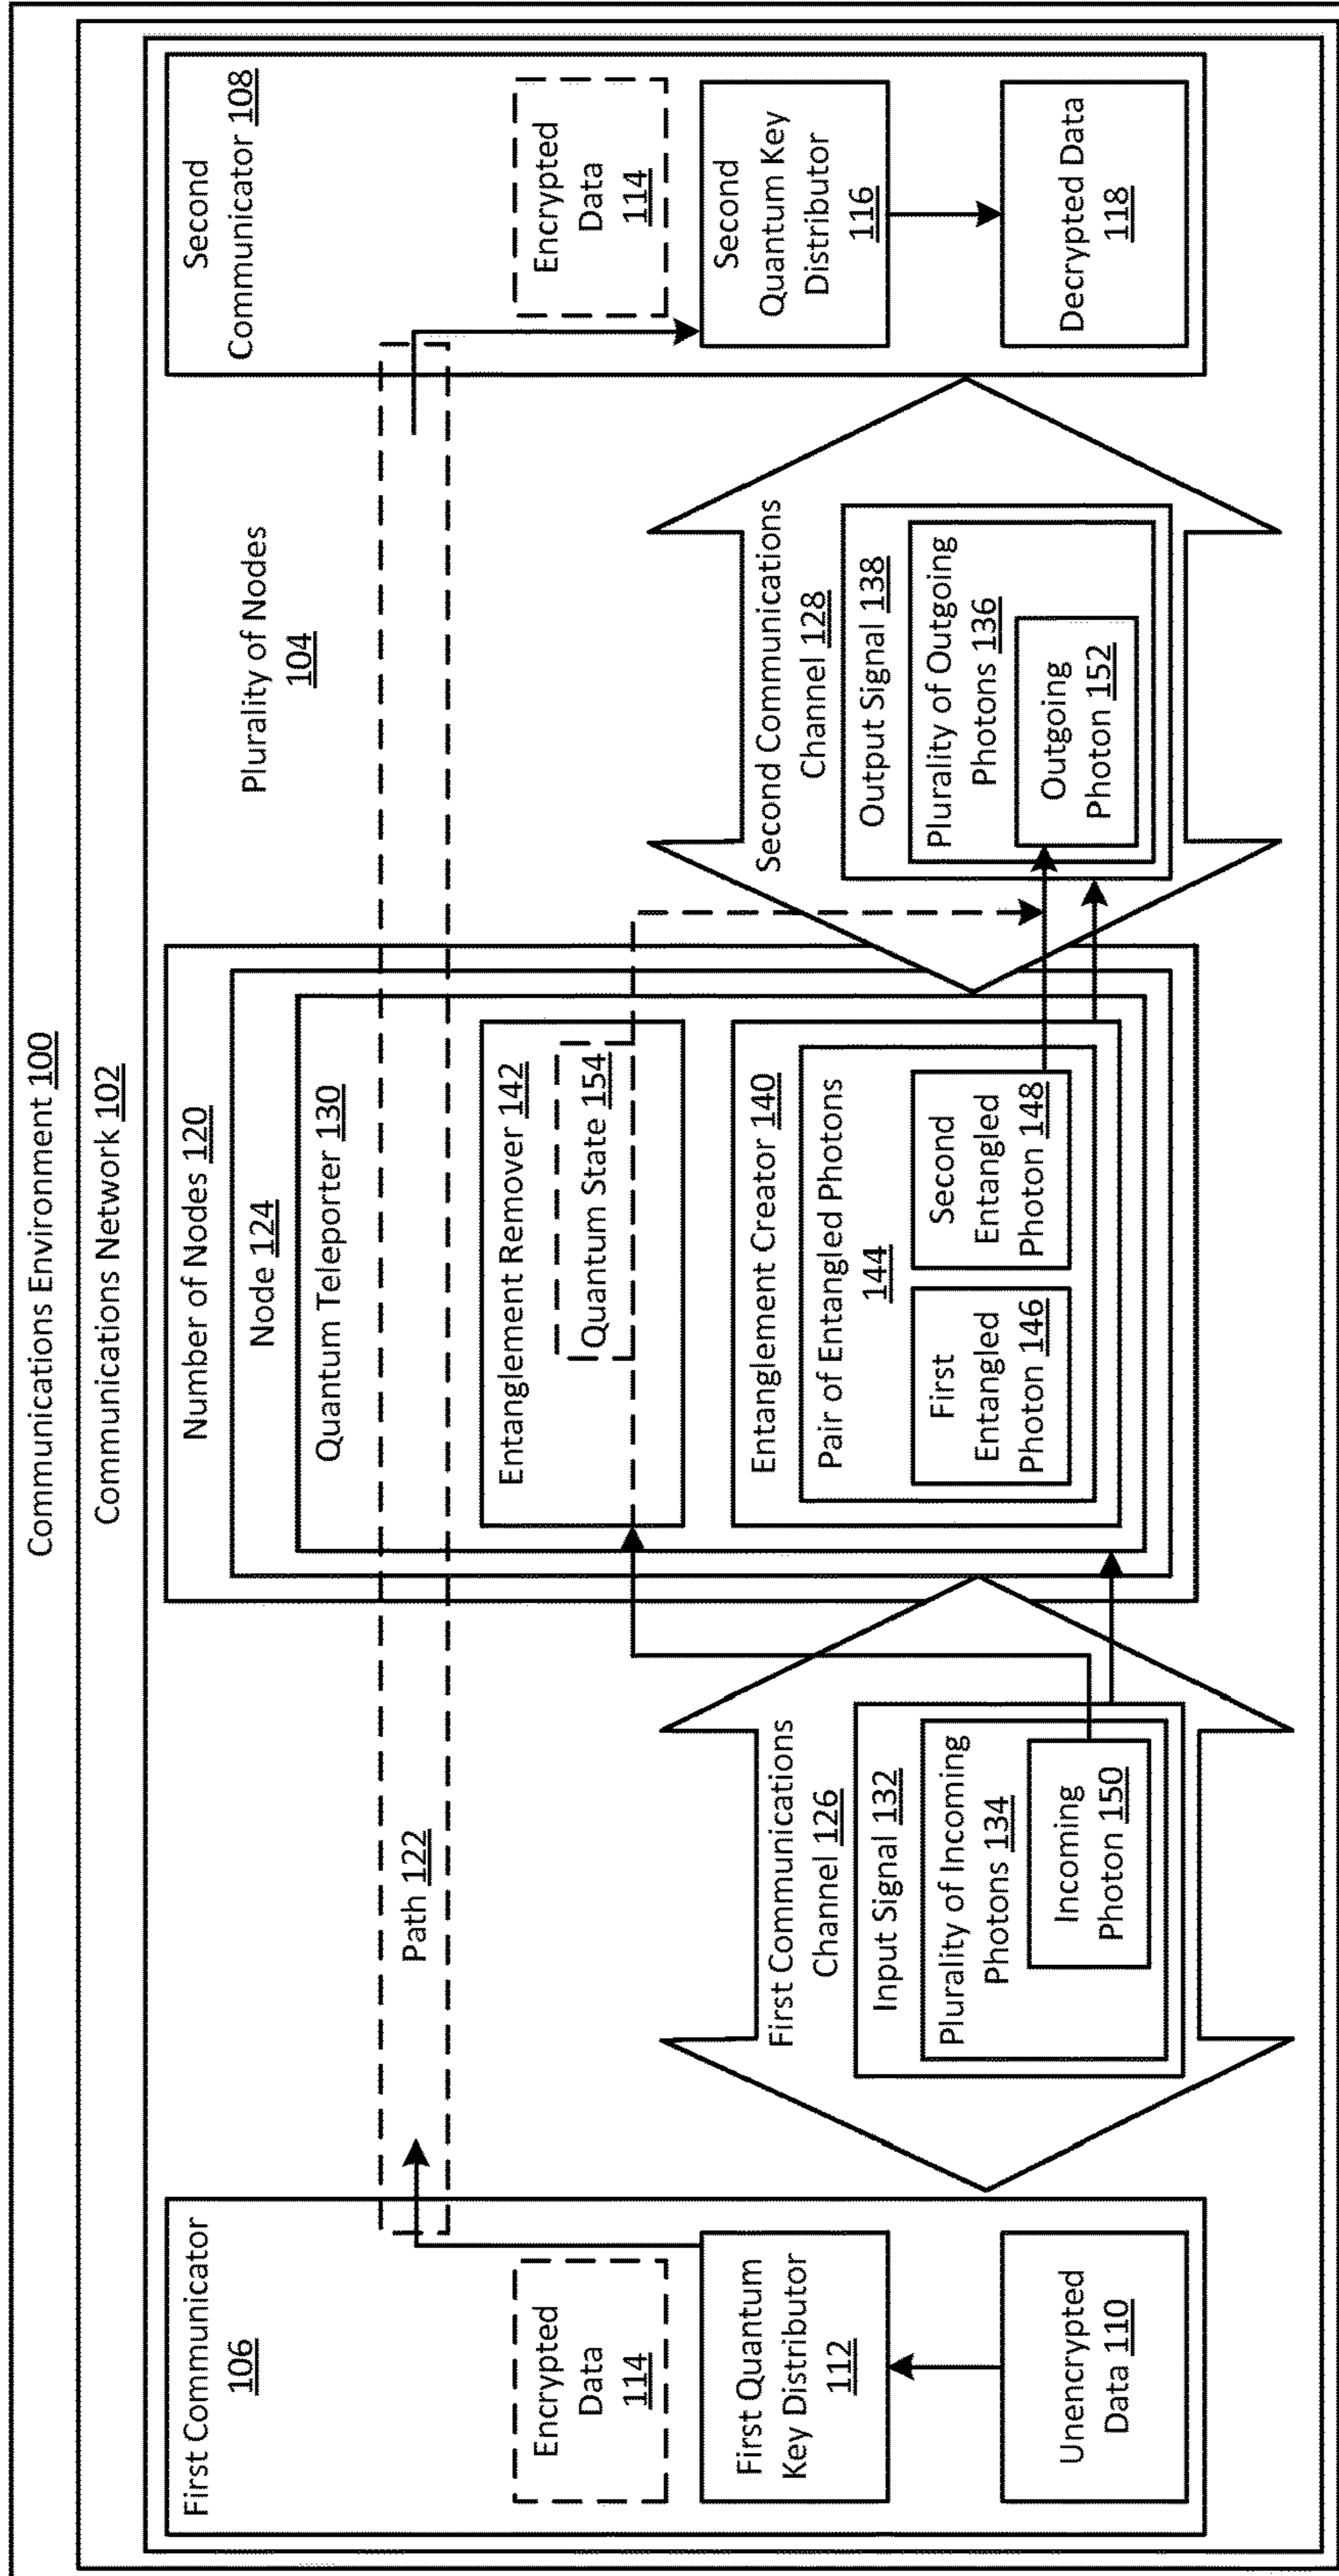 Communications Environment 100
Communications Network 102
First Communicator
106
Encrypted
Data
114
First Quantum
Key Distributor
112
Unencrypted
Data 110
Path 122
First Communications
Channel 126
Input Signal 132
Plurality of Incoming
Photons 134
Incoming
Photon 150
Number of Nodes 120
Node 124
Quantum Teleporter 130
Entanglement Remover 142
Quantum State 154
Entanglement Creator 140
Pair of Entangled Photons
144
First
Entangled
Photon 146
Second
Entangled
Photon 148
Plurality of Nodes
104
Second Communications
Channel 128
Output Signal 138
Plurality of Outgoing
Photons 136
Outgoing
Photon 152
Second
Communicator 108
Encrypted
Data
114
Second
Quantum Key
Distributor
116
Decrypted Data
118